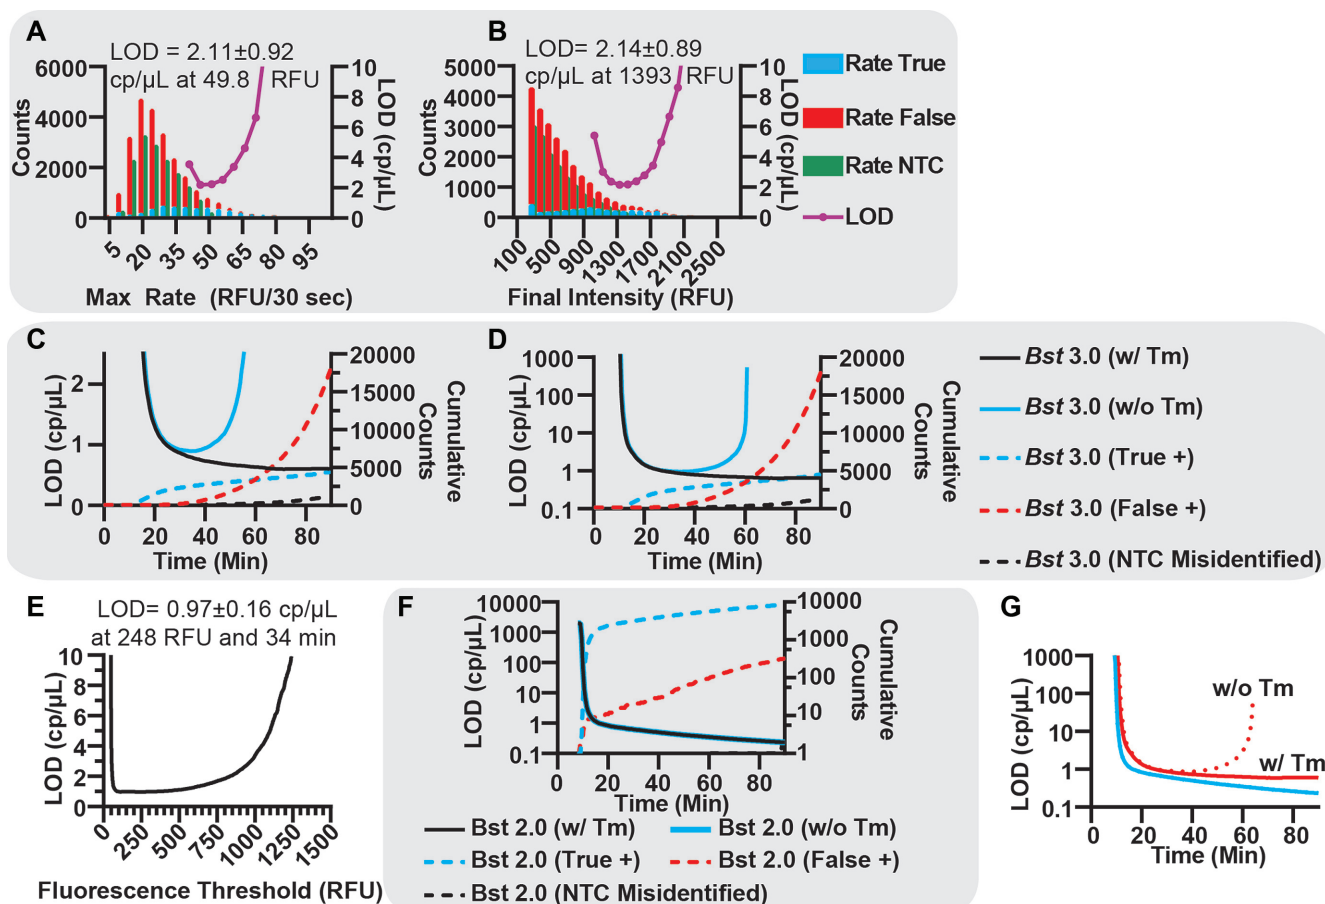 A
LOD = 2.11±0.92
cp/μL at 49.8 RFU
6000
4000
2000
0
Counts
10
8
6
4
2
0
LOD (cp/μL)
5
20
35
50
65
80
95
Max Rate (RFU/30 sec)
B
LOD= 2.14±0.89
cp/μL at 1393 RFU
5000
4000
3000
2000
1000
0
Counts
10
8
6
4
2
0
LOD (cp/μL)
100
500
900
1300
1700
2100
2500
Final Intensity (RFU)
Rate True
Rate False
Rate NTC
LOD
C
2
1
0
LOD (cp/μL)
20000
15000
10000
5000
0
Cumulative
Counts
0 20 40 60 80
Time (Min)
D
1000
100
10
1
0.1
LOD (cp/μL)
20000
15000
10000
5000
0
Cumulative
Counts
0 20 40 60 80
Time (Min)
Bst 3.0 (w/ Tm)
Bst 3.0 (w/o Tm)
Bst 3.0 (True +)
Bst 3.0 (False +)
Bst 3.0 (NTC Misidentified)
E
LOD= 0.97±0.16 cp/μL
at 248 RFU and 34 min
10
8
6
4
2
0
LOD (cp/μL)
0
250
500
750
1000
1250
1500
Fluorescence Threshold (RFU)
F
10000
1000
100
10
1
0.1
LOD (cp/μL)
10000
1000
100
10
1
Cumulative
Counts
0 20 40 60 80
Time (Min)
Bst 2.0 (w/ Tm)
Bst 2.0 (w/o Tm)
Bst 2.0 (True +)
Bst 2.0 (False +)
Bst 2.0 (NTC Misidentified)
G
1000
100
10
1
0.1
LOD (cp/μL)
w/o Tm
w/ Tm
0 20 40 60 80
Time (Min)